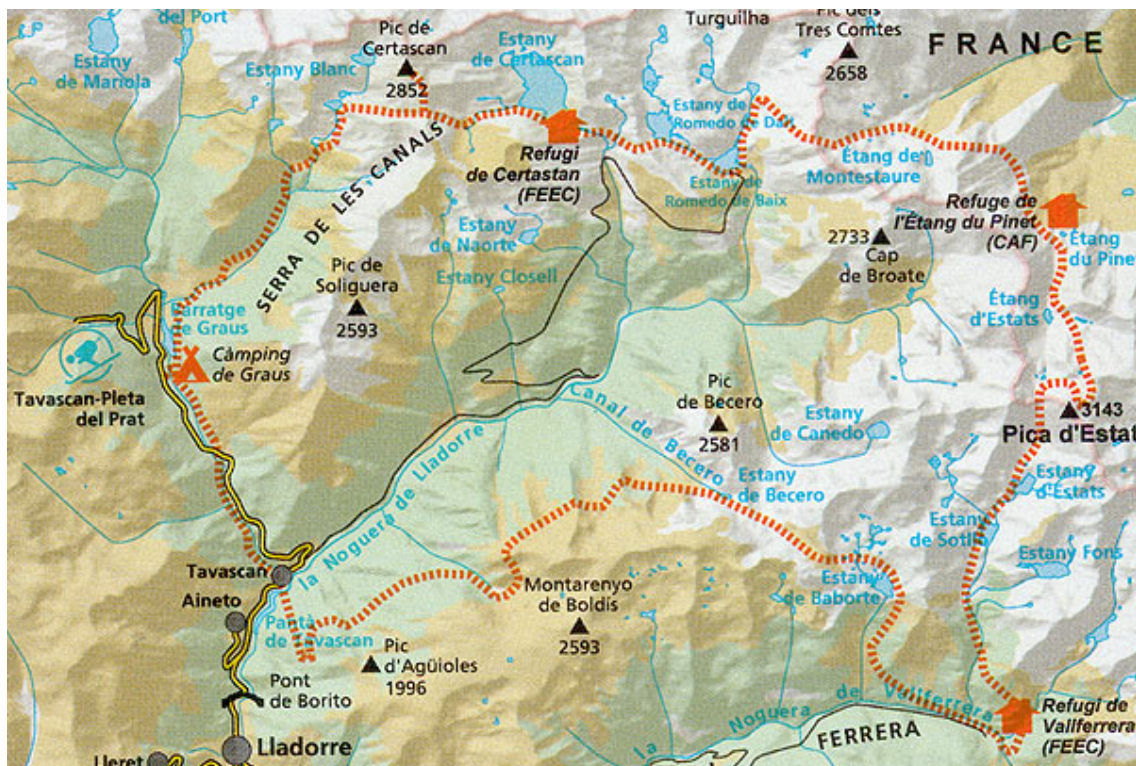 del Port
Estany
de Mariola
Pic de
Certascan
2852
Estany Blanc
Estany
de Certascan
Turguilha
Pic dels
Tres Comtes
2658
FRANCE
Estany de
Romedo de Dalt
Refugi
de Certastan
(FEEC)
Étang de
Montestaure
Estany de
Romedo de Baix
Refuge de
l'Étang du Pinet
(CAF)
SERRA DE LES CANALS
Estany
de Naorte
2733
Cap
de Broate
Étang
du Pine
Pic de
Soliguera
2593
Estany Closell
Étang
d'Estats
Barratge
de Graus
Càmping
de Graus
Tavascan-Pleta
del Prat
Pic
de Becero
2581
Canal de Becero
Estany
de Canedo
3143
Pica d'Estat
la Noguera de Lladorre
Estany
de Becero
Estany
d'Estats
Estany
de Sotllo
Estany Fons
Tavascan
Aineto
Pantà
de Tavascan
Montarenyo
de Boldís
2593
Estany
de Baborte
Pic
d'Agüioles
1996
Pont
de Borito
la Noguera de Vallferrera
Refugi de
Vallferrera
(FEEC)
FERRERA
Lladorre
Lleret